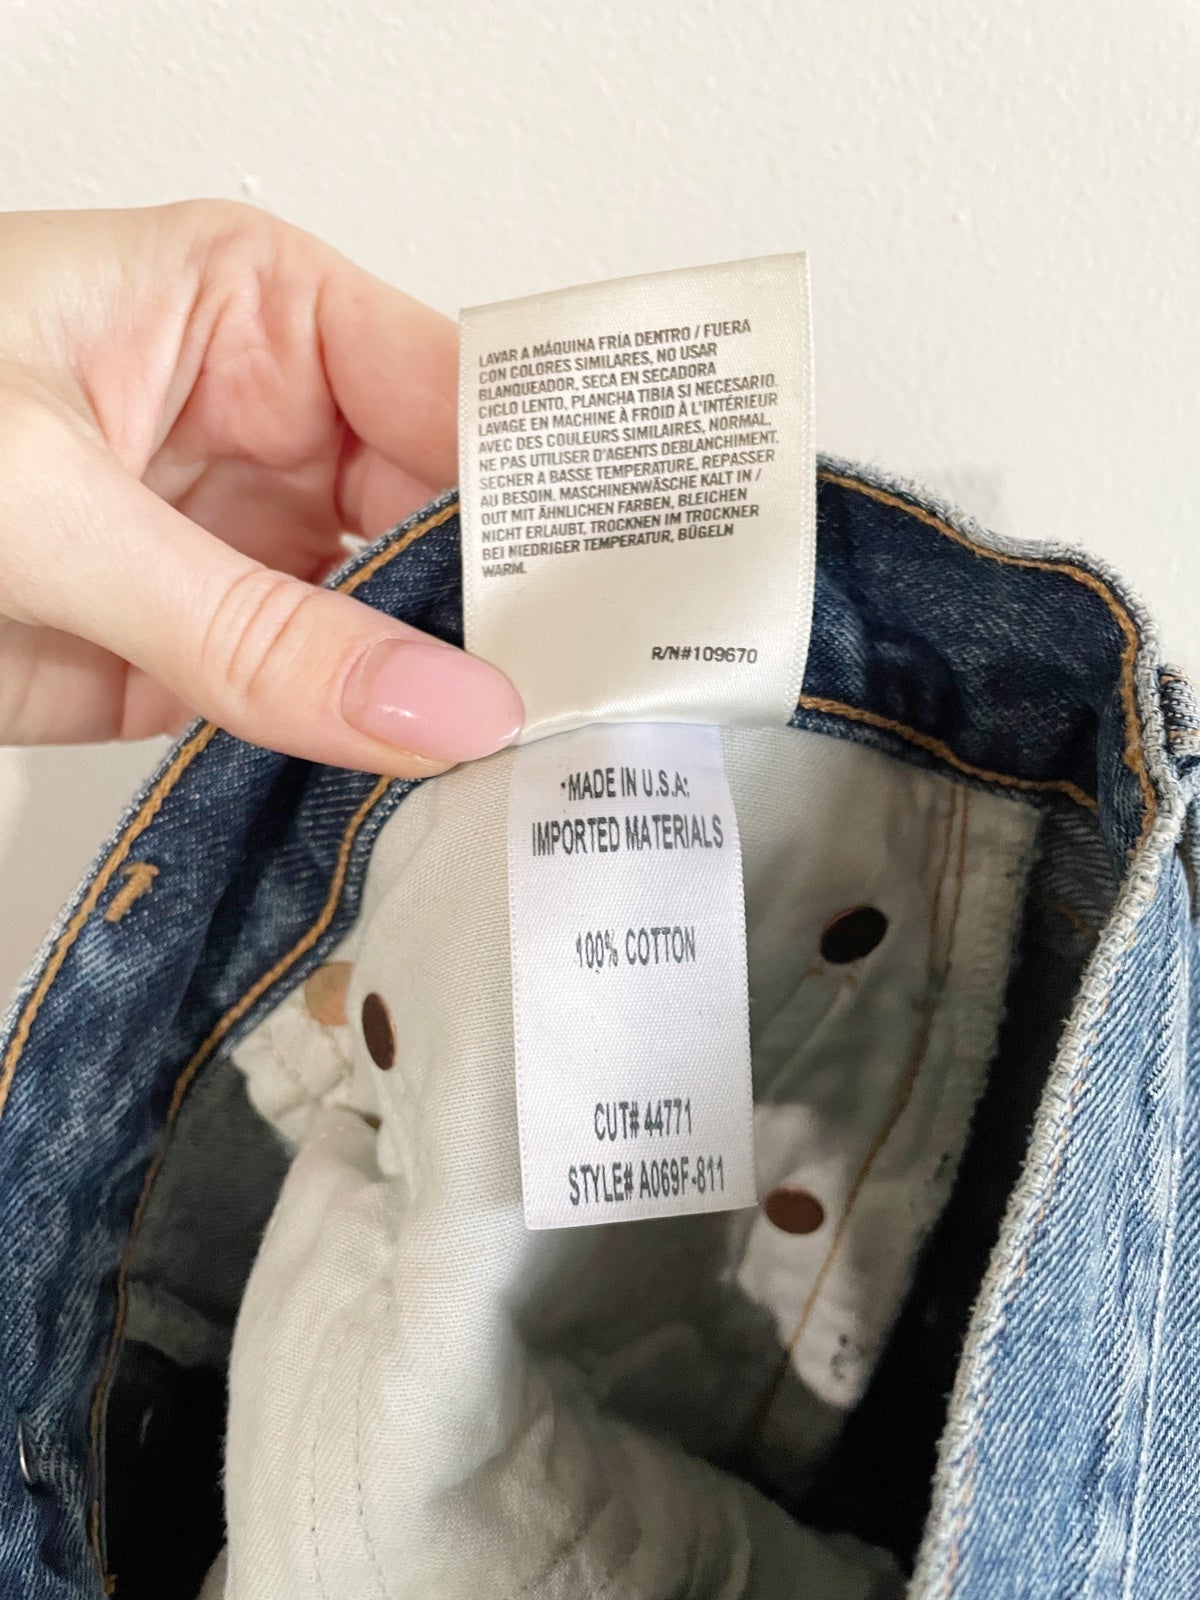 LAVAR A MÁQUINA FRÍA DENTRO / FUERA
CON COLORES SIMILARES, NO USAR
BLANQUEADOR, SECA EN SECADORA
CICLO LENTO, PLANCHA TIBIA SI NECESARIO.
LAVAGE EN MACHINE À FROID À L'INTÉRIEUR
AVEC DES COULEURS SIMILAIRES, NORMAL,
NE PAS UTILISER D'AGENTS DEBLANCHIMENT.
SECHER A BASSE TEMPERATURE, REPASSER
AU BESOIN. MASCHINENWÄSCHE KALT IN /
OUT MIT ÄHNLICHEN FARBEN, BLEICHEN
NICHT ERLAUBT, TROCKNEN IM TROCKNER
BEI NIEDRIGER TEMPERATUR, BÜGELN
WARM.
R/N#109670
*MADE IN U.S.A:
IMPORTED MATERIALS
100% COTTON
CUT# 44771
STYLE# A069F-811